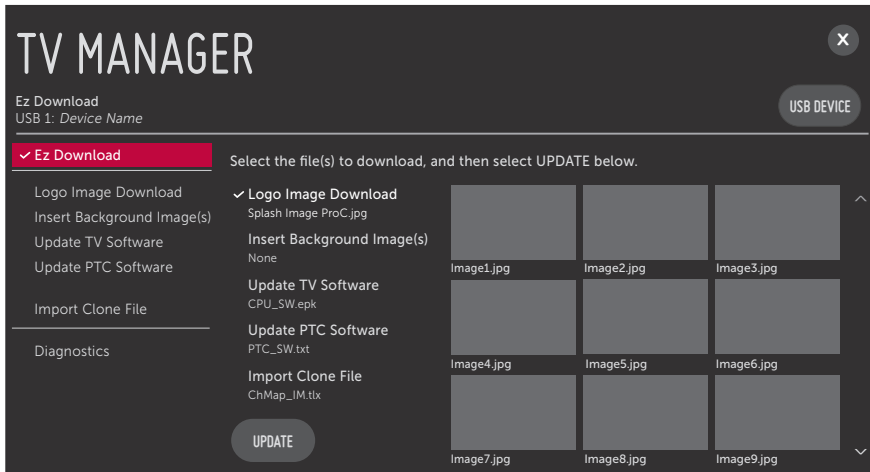 TV MANAGER
X
Ez Download
USB 1: Device Name
USB DEVICE
Ez Download
Logo Image Download
Insert Background Image(s)
Update TV Software
Update PTC Software
Import Clone File
Diagnostics
Select the file(s) to download, and then select UPDATE below.
Logo Image Download
Splash Image ProC.jpg
Insert Background Image(s)
None
Update TV Software
CPU_SW.epk
Update PTC Software
PTC_SW.txt
Import Clone File
ChMap_IM.tlx
UPDATE
Image1.jpg
Image2.jpg
Image3.jpg
Image4.jpg
Image5.jpg
Image6.jpg
Image7.jpg
Image8.jpg
Image9.jpg